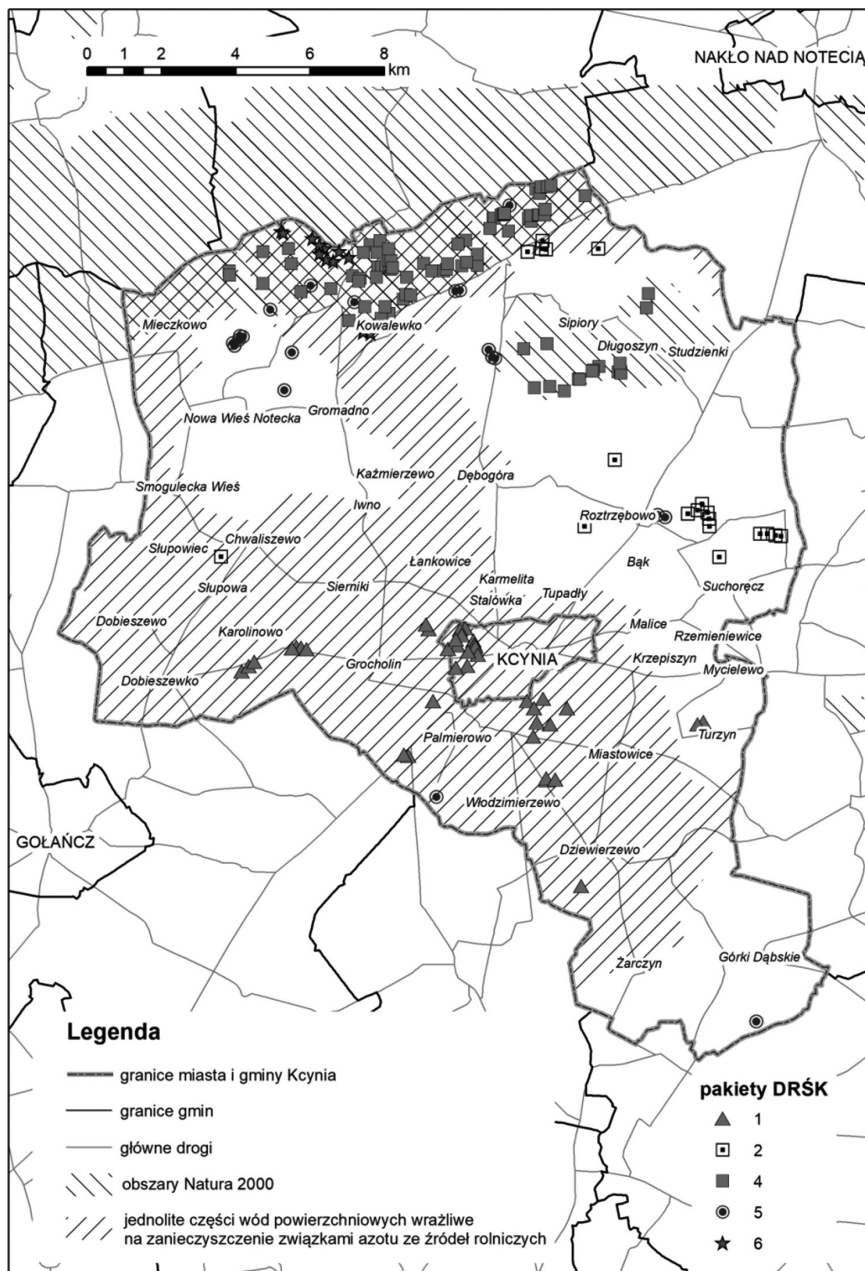 0 1 2 4 6 8
km
NAKŁO NAD NOTECIĄ
Mieczkowo
Kowalewko
Sipiory
Długoszyn
Studzienki
Nowa Wieś Notecka
Gromadno
Smogulecka Wieś
Kaźmierzewo
Dębogóra
Iwno
Roztrzębowo
Słupowiec
Chwaliszewo
Słupowa
Sierniki
Łankowice
Karmelita
Stalówka
Tupadły
Bąk
Suchoręcz
Dobieszewo
Karolinowo
Malice
Rzemieniewice
Dobieszewko
Grocholin
KCYNIA
Krzepiszyn
Mycielewo
Palmierowo
Miastowice
Turzyn
Włodzimierzewo
GOŁAŃCZ
Dziewierzewo
Żarczyn
Górki Dąbskie
Legenda
granice miasta i gminy Kcynia
granice gmin
główne drogi
obszary Natura 2000
jednolite części wód powierzchniowych wrażliwe
na zanieczyszczenie związkami azotu ze źródeł rolniczych
pakiety DRŚK
1
2
4
5
6